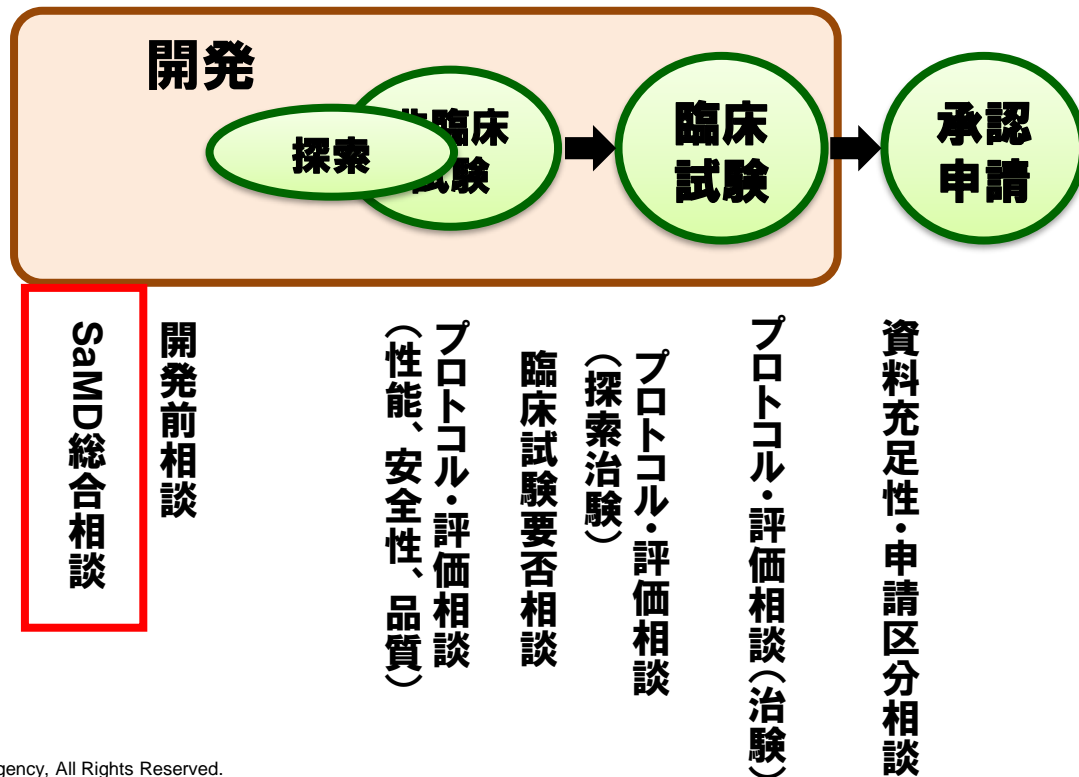 開発
探索
臨床
試験
臨床
試験
承認
申請
SaMD総合相談
開発前相談
プロトコル・評価相談
（性能、安全性、品質）
臨床試験要否相談
プロトコル・評価相談
（探索治験）
プロトコル・評価相談（治験）
資料充足性・申請区分相談
gency, All Rights Reserved.